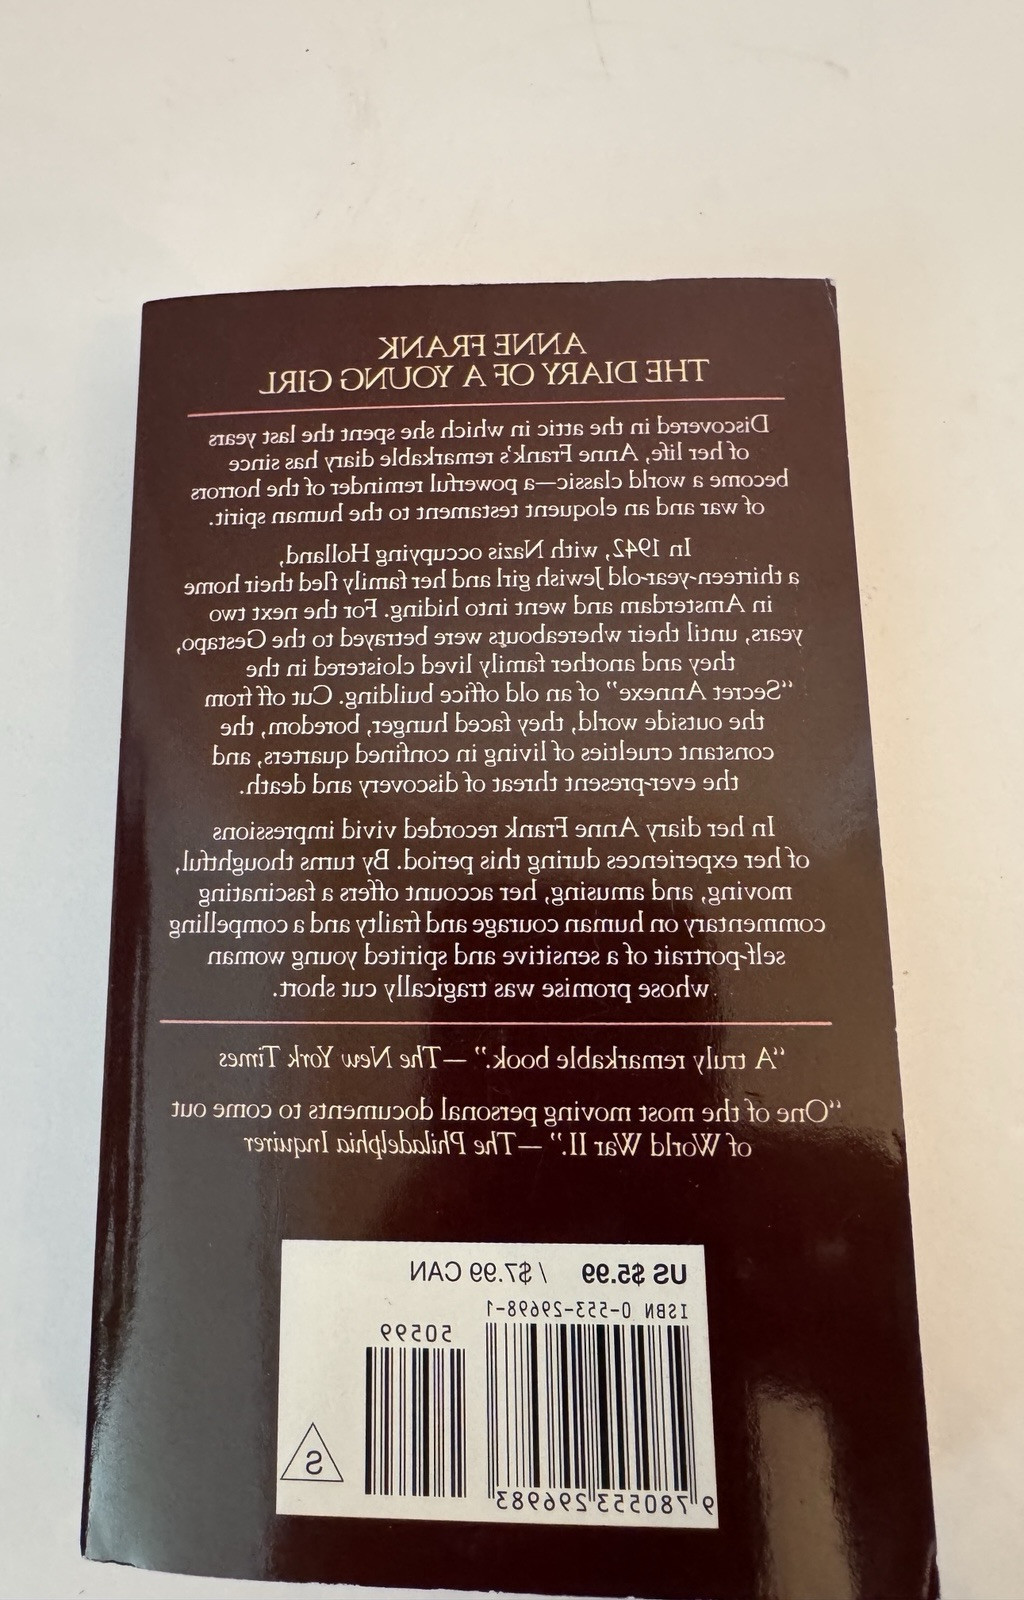 ANNE FRANK
THE DIARY OF A YOUNG GIRL
Discovered in the attic in which she spent the last years
of her life, Anne Frank's remarkable diary has since
become a world classic—a powerful reminder of the horrors
of war and an eloquent testament to the human spirit.
In 1942, with Nazis occupying Holland,
a thirteen-year-old Jewish girl and her family fled their home
in Amsterdam and went into hiding. For the next two
years, until their whereabouts were betrayed to the Gestapo,
they and another family lived cloistered in the
“Secret Annexe” of an old office building. Cut off from
the outside world, they faced hunger, boredom, the
constant cruelties of living in confined quarters, and
the ever-present threat of discovery and death.
In her diary Anne Frank recorded vivid impressions
of her experiences during this period. By turns thoughtful,
moving, and amusing, her account offers a fascinating
commentary on human courage and frailty and a compelling
self-portrait of a sensitive and spirited young woman
whose promise was tragically cut short.
“A truly remarkable book.” —The New York Times
“One of the most moving personal documents to come out
of World War II.” —The Philadelphia Inquirer
US $5.99 / $7.99 CAN
ISBN 0-553-29698-1
50599
9 780553 296983
S